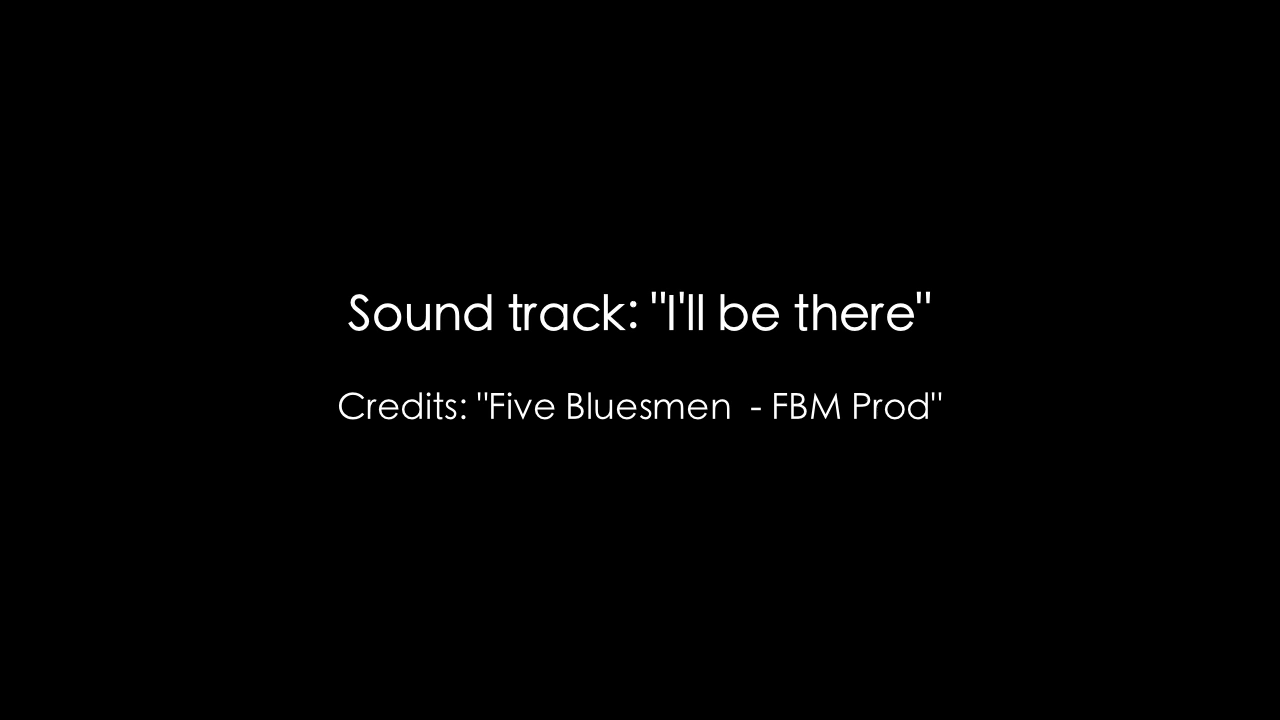 Sound track: "I'll be there"
Credits: "Five Bluesmen  - FBM Prod"